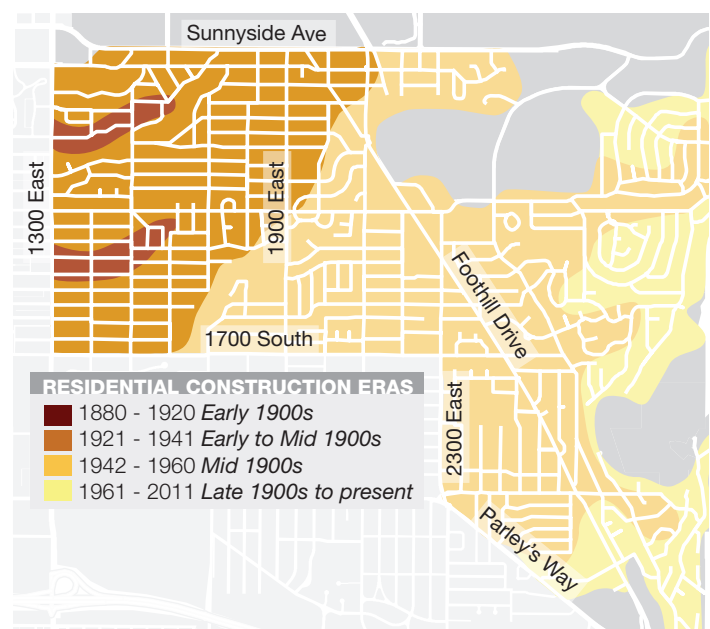 Sunnyside Ave
1300 East
1900 East
Foothill Drive
1700 South
2300 East
Parley's Way
RESIDENTIAL CONSTRUCTION ERAS
1880 - 1920 Early 1900s
1921 - 1941 Early to Mid 1900s
1942 - 1960 Mid 1900s
1961 - 2011 Late 1900s to present